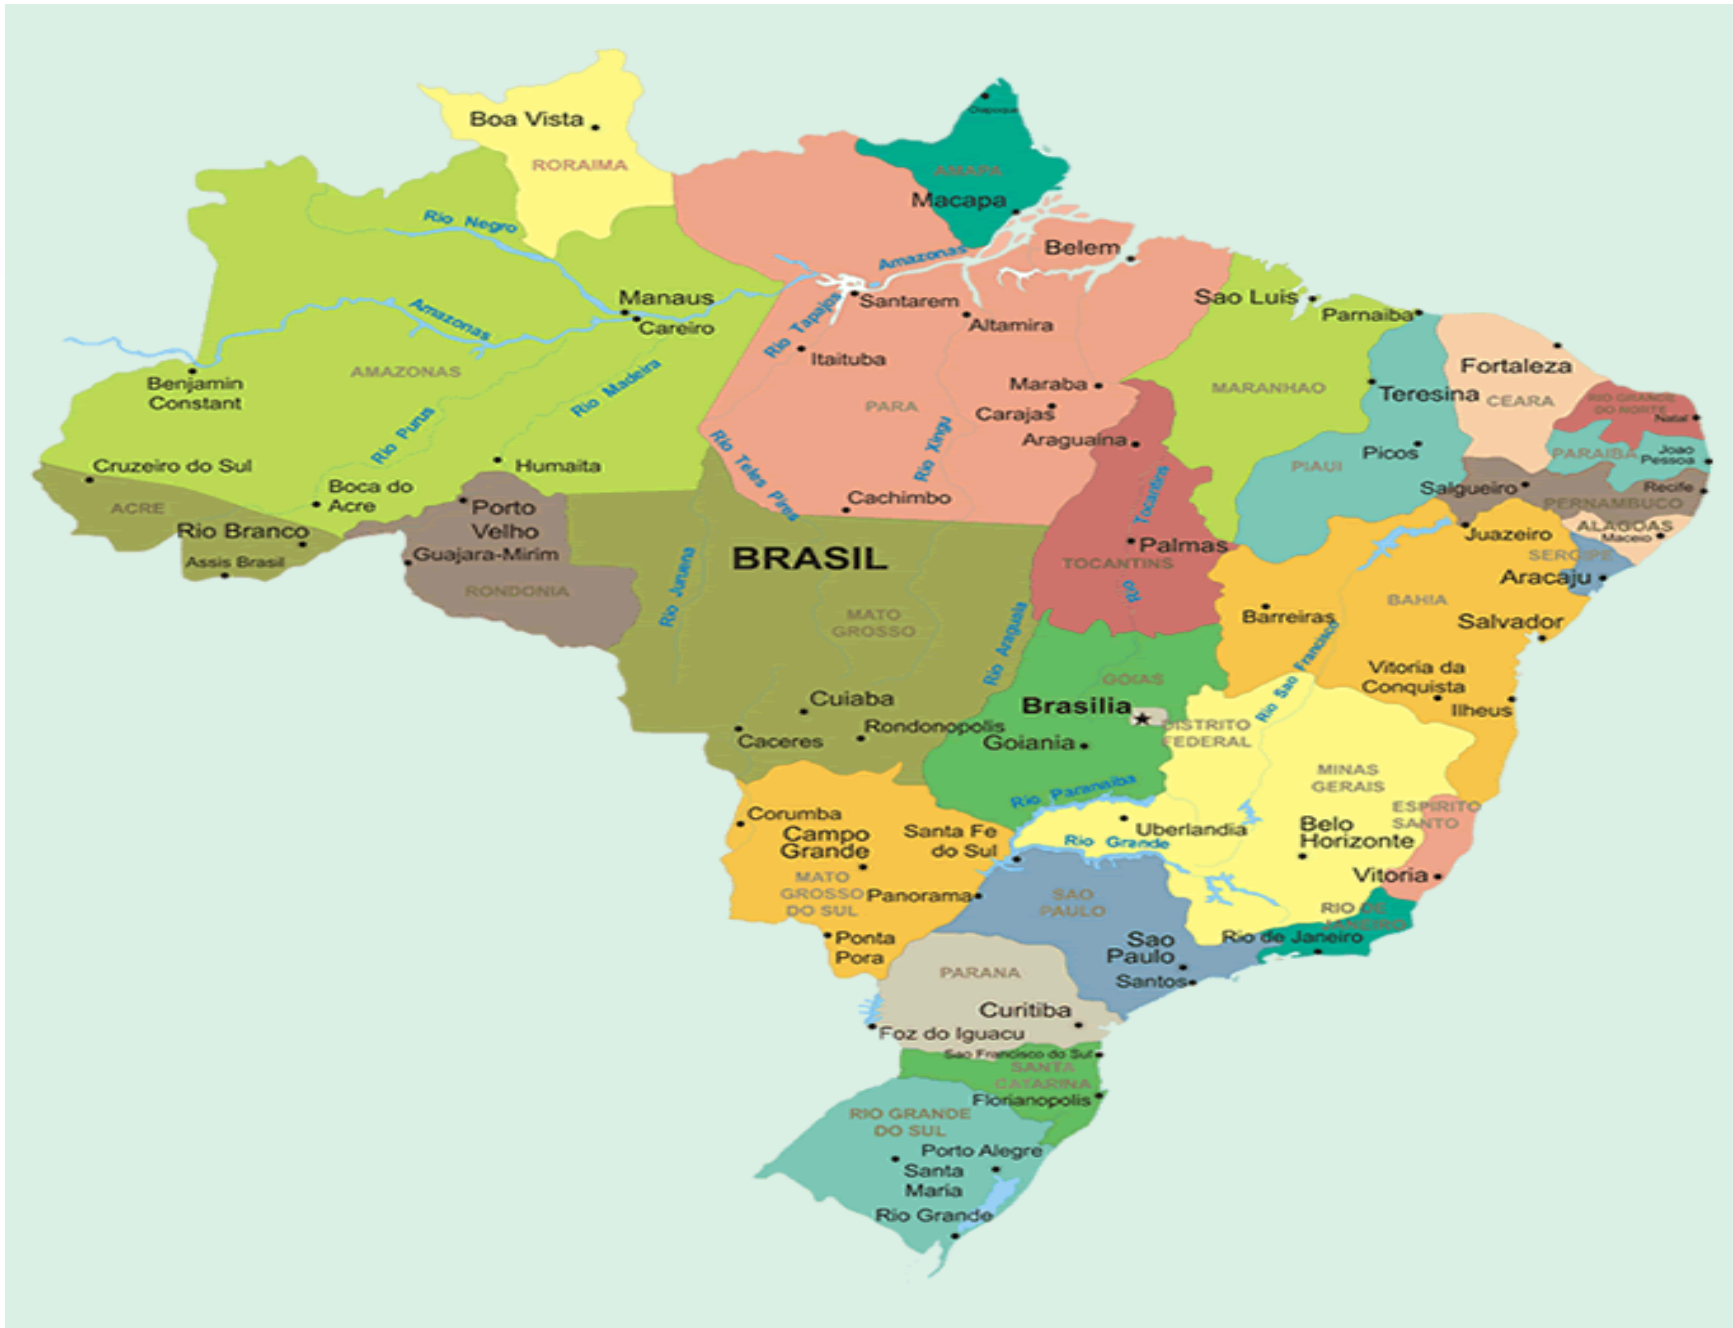 Boa Vista
RORAIMA
Oiapoque
AMAPA
Macapa
Rio Negro
Amazonas
Belem
Manaus
Careiro
Amazonas
Santarem
Altamira
Rio Tapajos
Itaituba
Sao Luis
Parnaiba
Fortaleza
Benjamin
Constant
AMAZONAS
Rio Madeira
Rio Purus
PARA
Maraba
Carajas
Araguaina
Rio Xingu
MARANHAO
Teresina
CEARA
RIO GRANDE
DO NORTE
Natal
Cruzeiro do Sul
Humaita
Rio Teles Pires
Cachimbo
Tocantins
PIAUI
Picos
PARAIBA
Joao
Pessoa
Boca do
Acre
ACRE
Rio Branco
Assis Brasil
Porto
Velho
Guajara-Mirim
RONDONIA
Salgueiro
Recife
PERNAMBUCO
ALAGOAS
Maceio
SERGIPE
Aracaju
Juazeiro
BRASIL
Rio Juruena
MATO
GROSSO
Palmas
TOCANTINS
Rio
Rio Araguaia
Barreiras
BAHIA
Salvador
Rio Sao Francisco
Vitoria da
Conquista
Ilheus
Cuiaba
Rondonopolis
Caceres
GOIAS
Brasilia
DISTRITO
FEDERAL
Goiania
Rio Paranaiba
MINAS
GERAIS
ESPIRITO
SANTO
Corumba
Campo
Grande
MATO
GROSSO
DO SUL
Santa Fe
do Sul
Panorama
Uberlandia
Rio Grande
Belo
Horizonte
Vitoria
Ponta
Pora
SAO
PAULO
Sao
Paulo
Santos
RIO DE
JANEIRO
Rio de Janeiro
PARANA
Curitiba
Foz do Iguacu
Sao Francisco do Sul
SANTA
CATARINA
Florianopolis
RIO GRANDE
DO SUL
Porto Alegre
Santa
Maria
Rio Grande